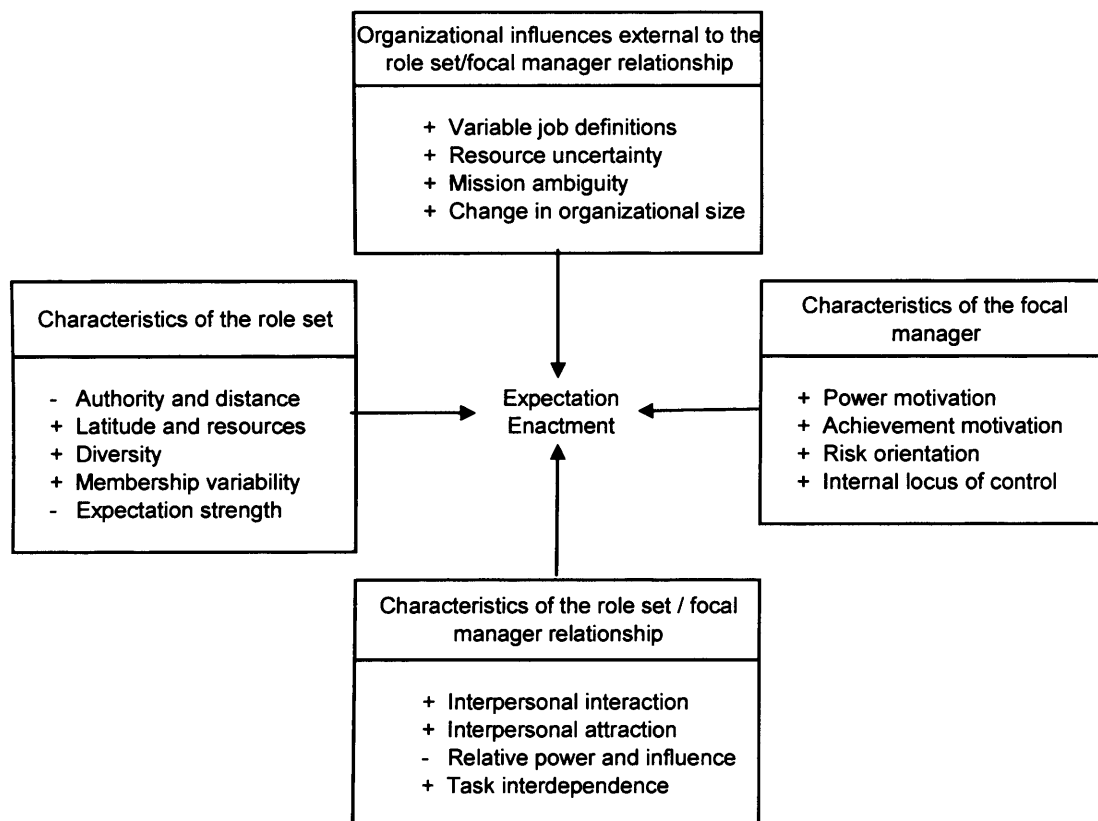 Organizational influences external to the
role set/focal manager relationship
+ Variable job definitions
+ Resource uncertainty
+ Mission ambiguity
+ Change in organizational size
Characteristics of the role set
- Authority and distance
+ Latitude and resources
+ Diversity
+ Membership variability
- Expectation strength
Expectation
Enactment
Characteristics of the focal
manager
+ Power motivation
+ Achievement motivation
+ Risk orientation
+ Internal locus of control
Characteristics of the role set / focal
manager relationship
+ Interpersonal interaction
+ Interpersonal attraction
- Relative power and influence
+ Task interdependence